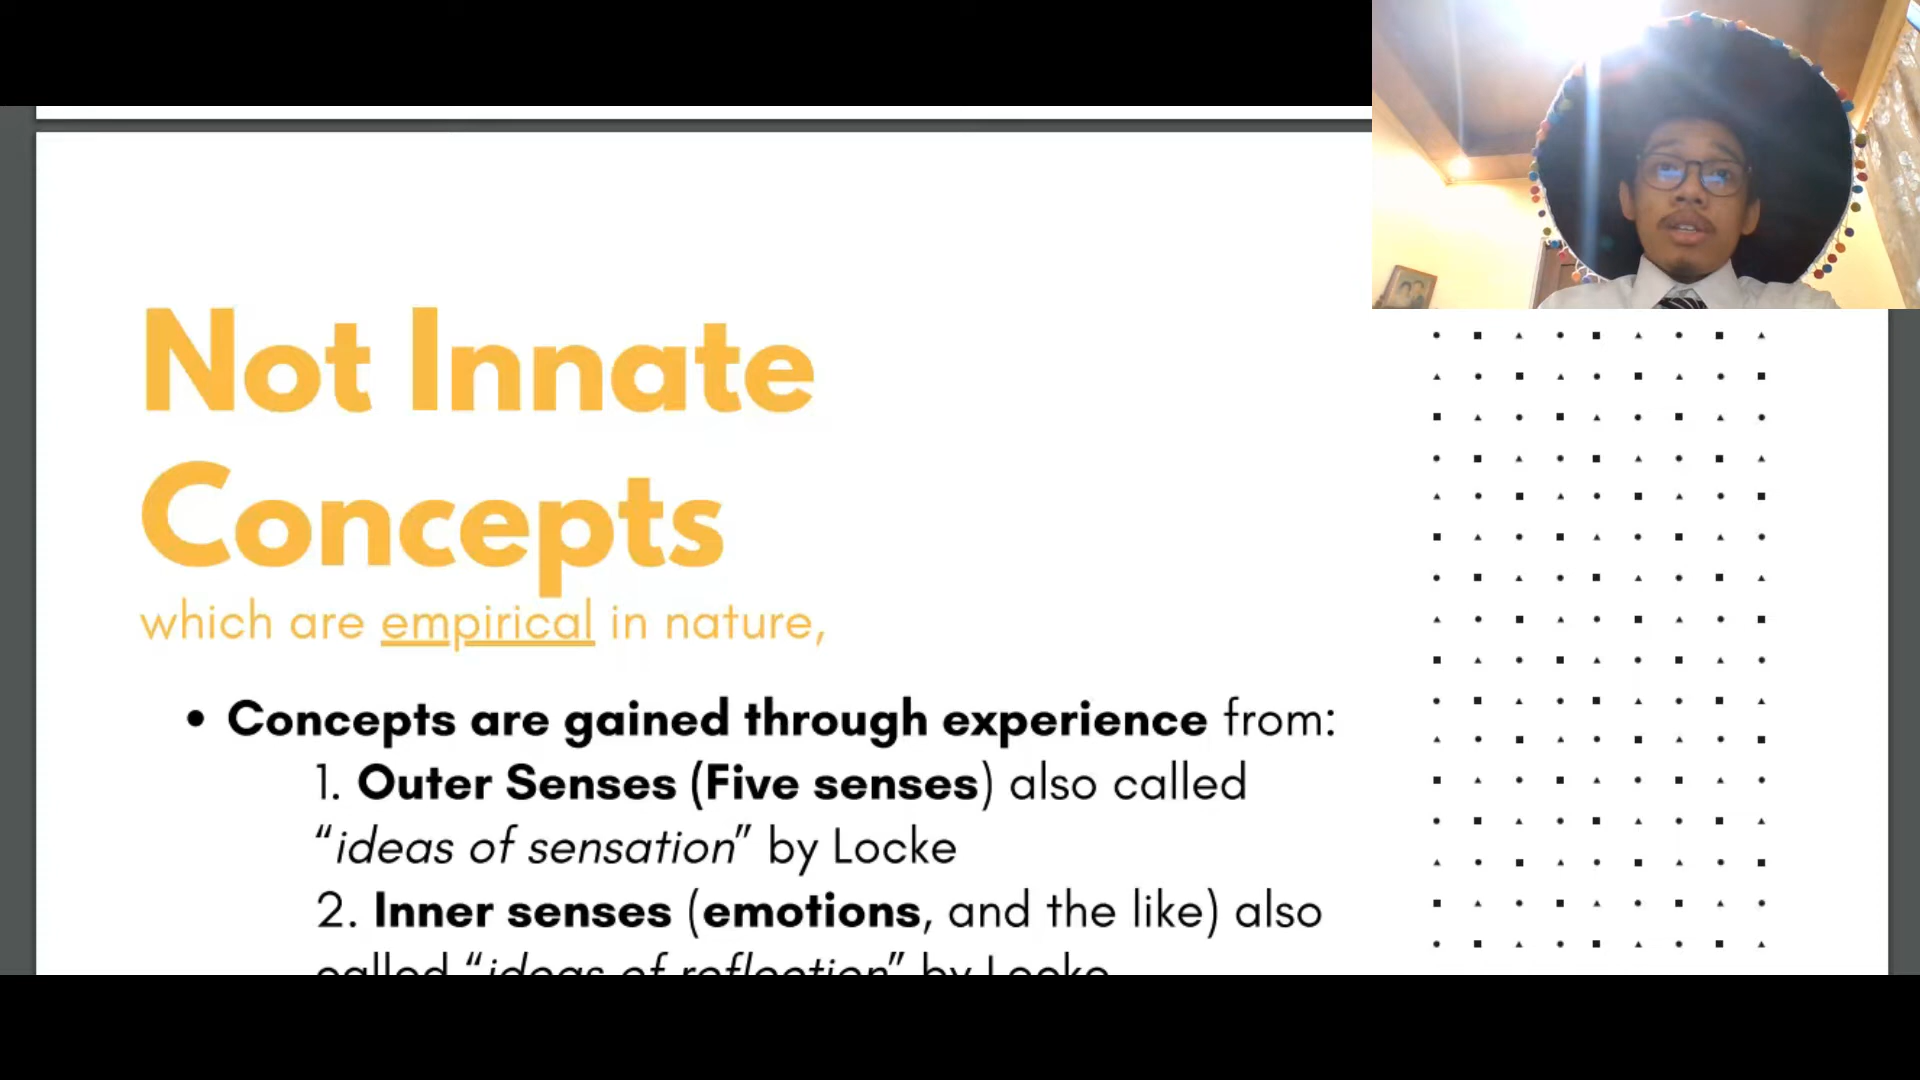 Not Innate
Concepts
which are empirical in nature,
• Concepts are gained through experience from:
1. Outer Senses (Five senses) also called
“ideas of sensation” by Locke
2. Inner senses (emotions, and the like) also
called “ideas of reflection” by Locke